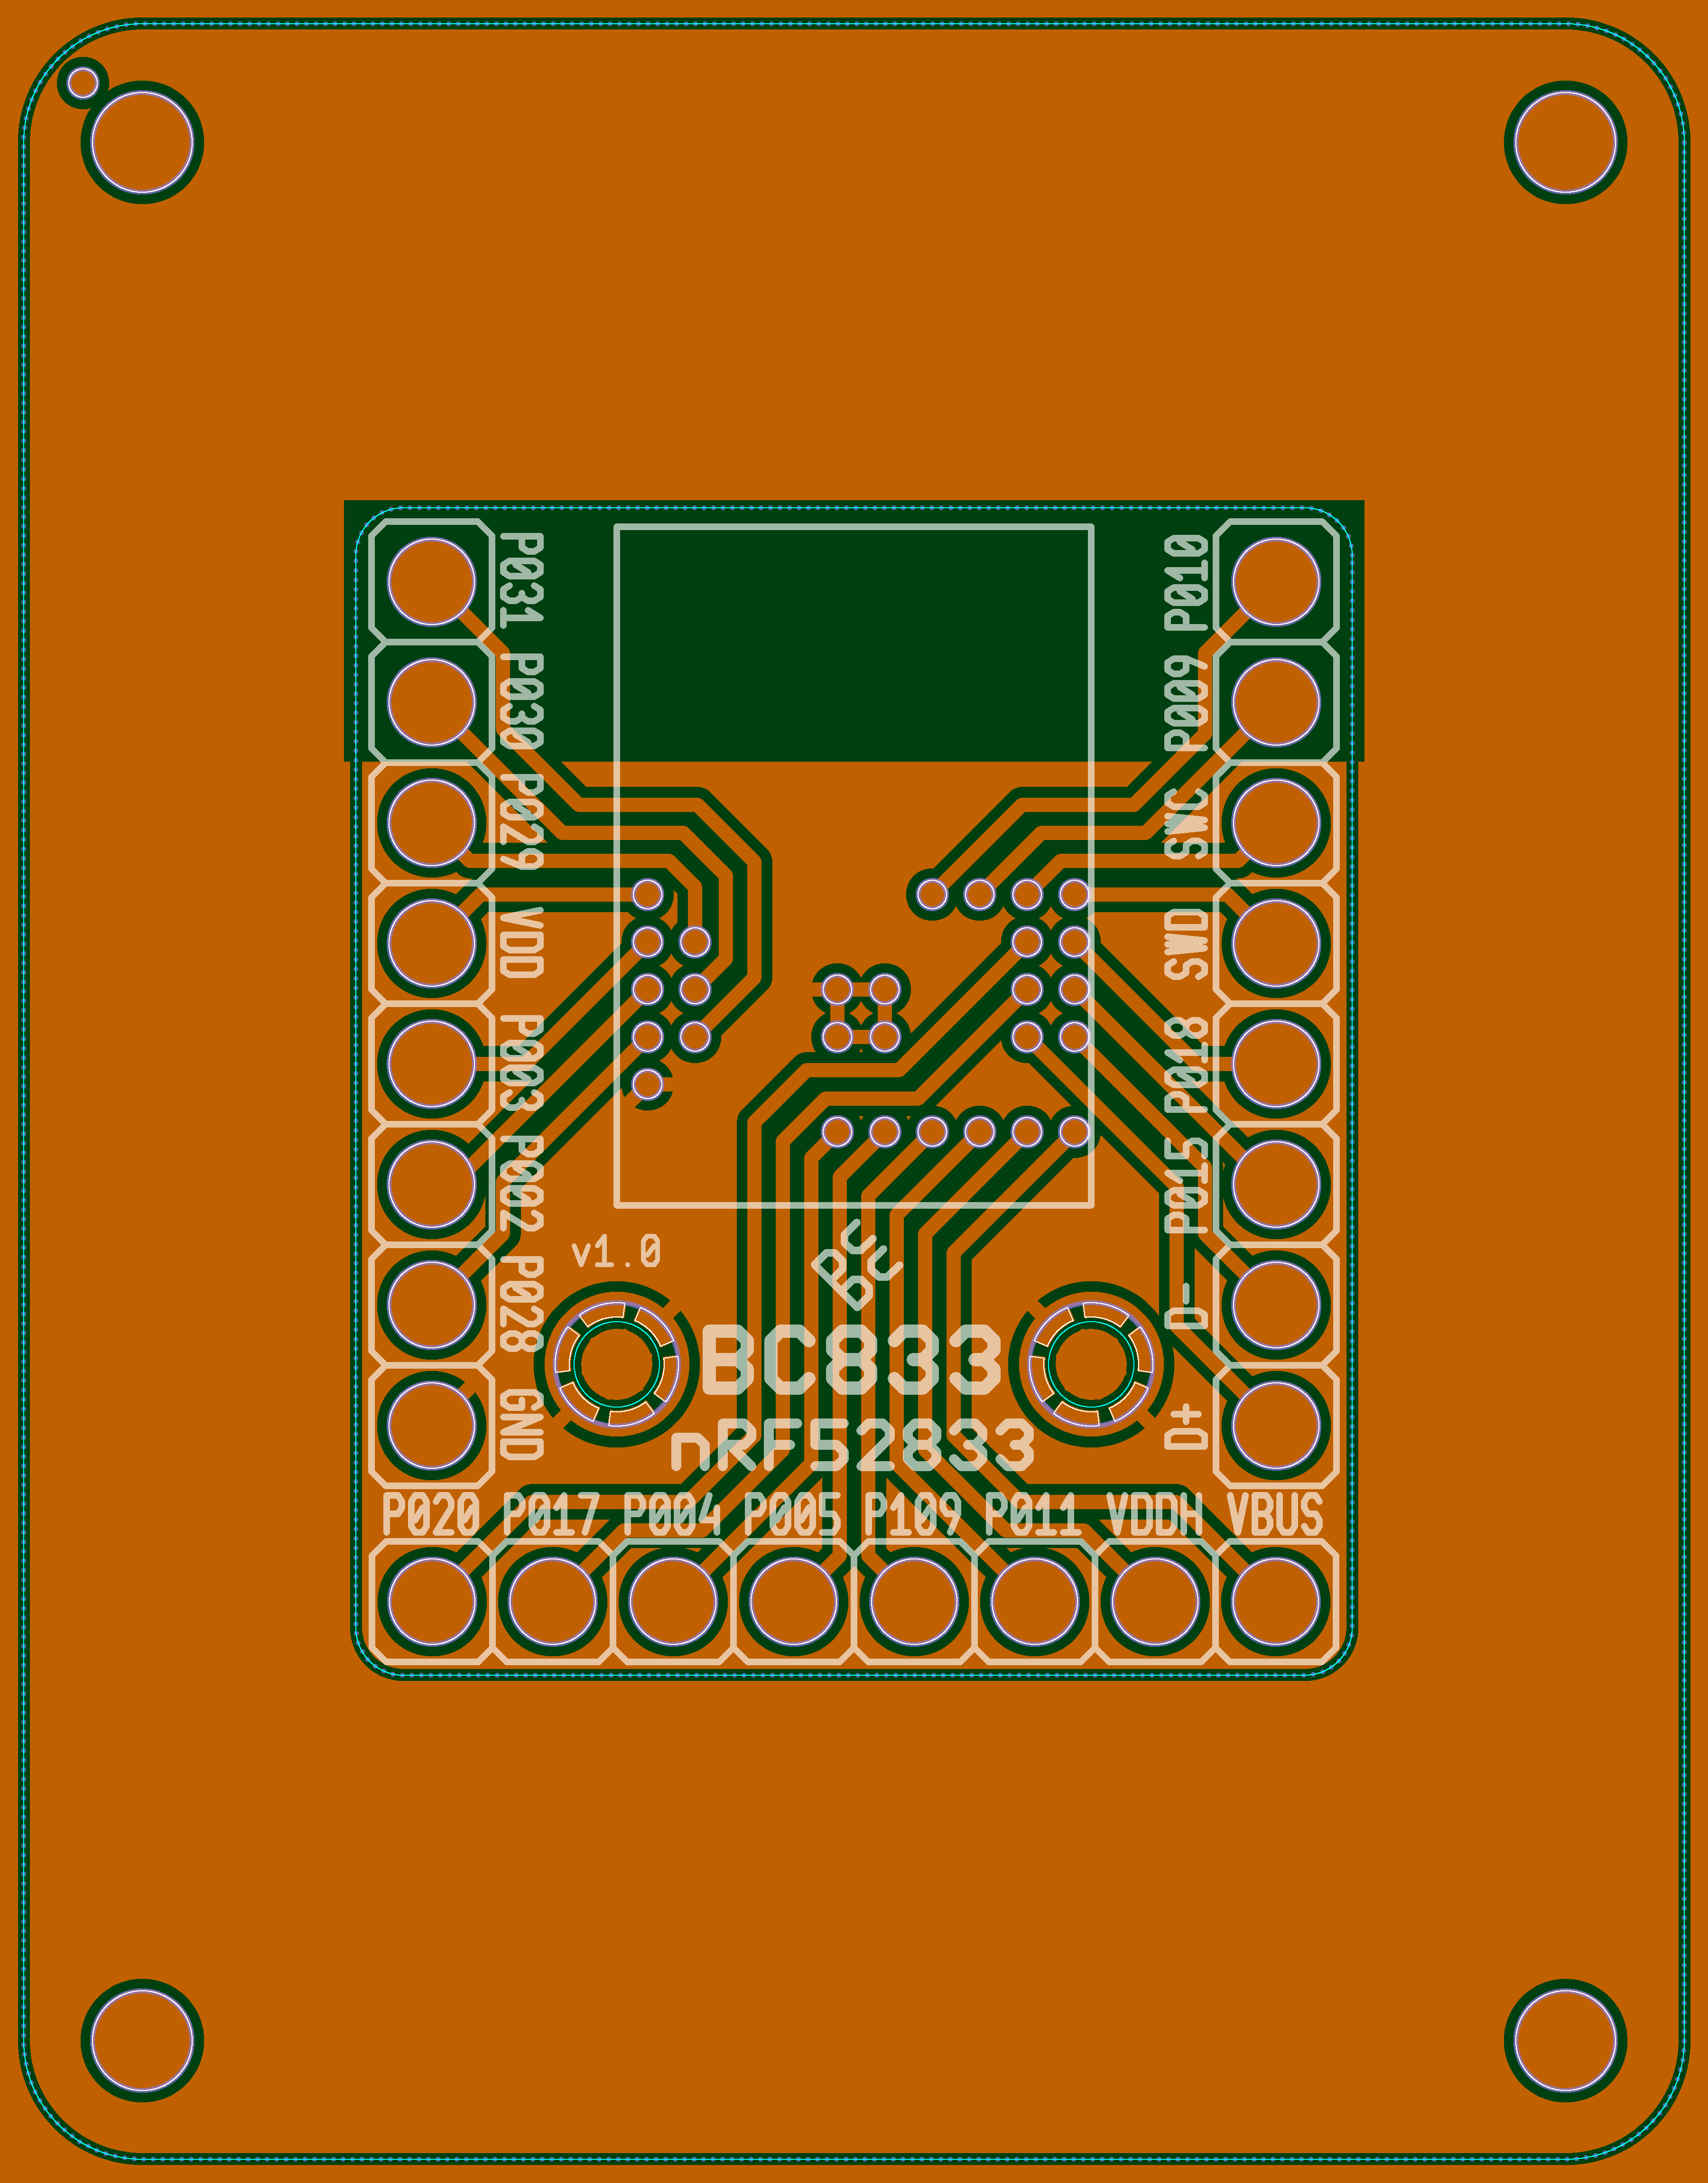 P031
P030
P029
VDD
P003
P002
P028
GND
P010
P009
SWC
SWD
P018
P015
D-
D+
v1.0
BC833
nRF52833
P020 P017 P004 P005 P109 P011 VDDH VBUS